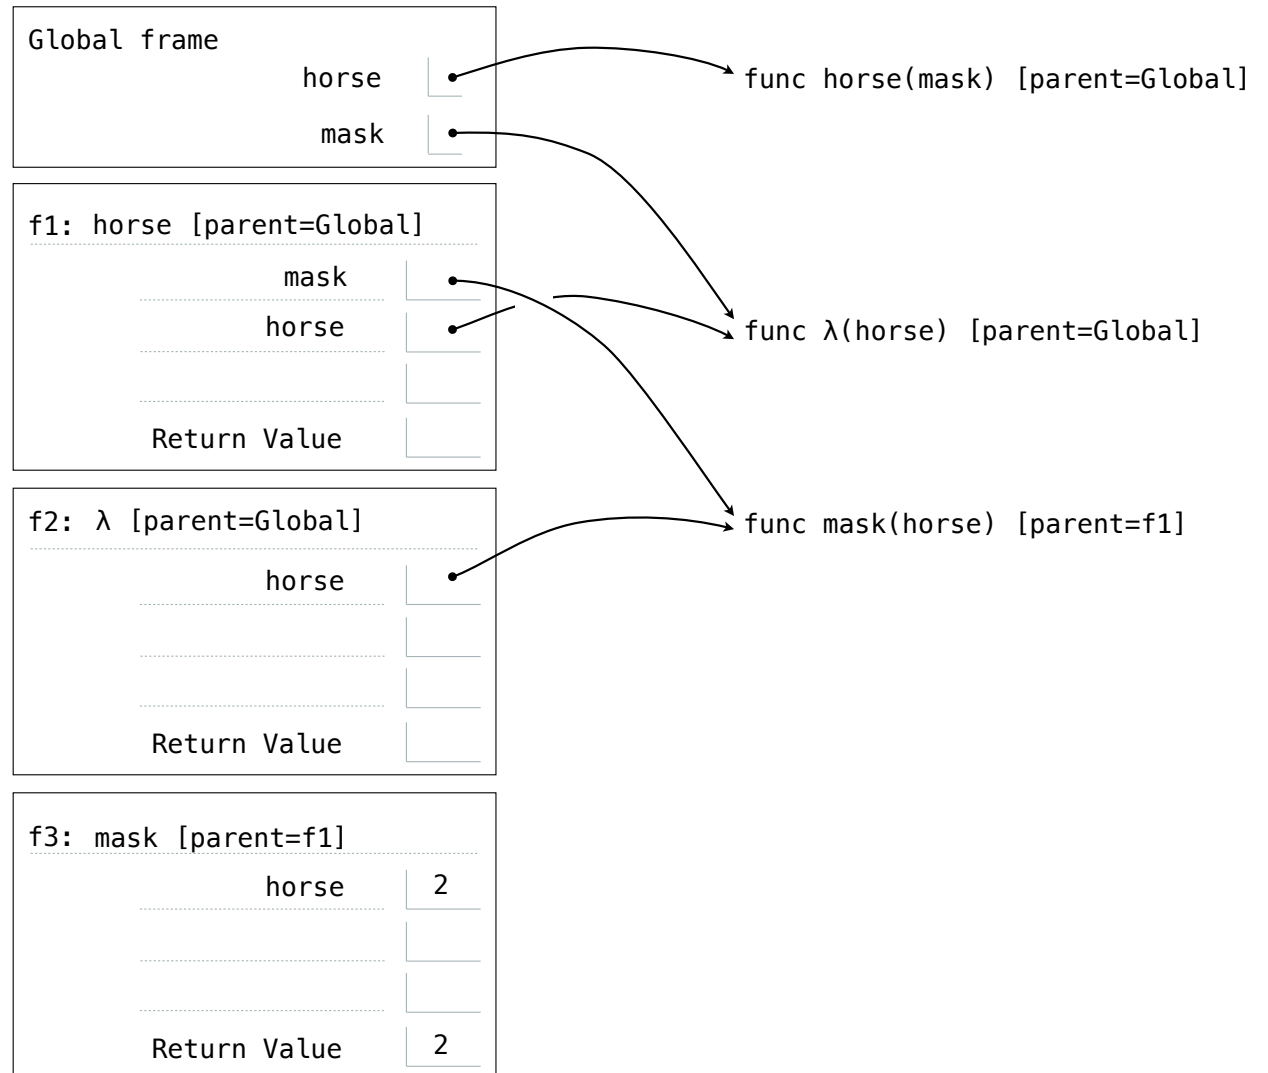 Global frame
horse
func horse(mask) [parent=Global]
mask
f1: horse [parent=Global]
mask
horse
func λ(horse) [parent=Global]
Return Value
f2: λ [parent=Global]
func mask(horse) [parent=f1]
horse
Return Value
f3: mask [parent=f1]
horse 2
Return Value 2